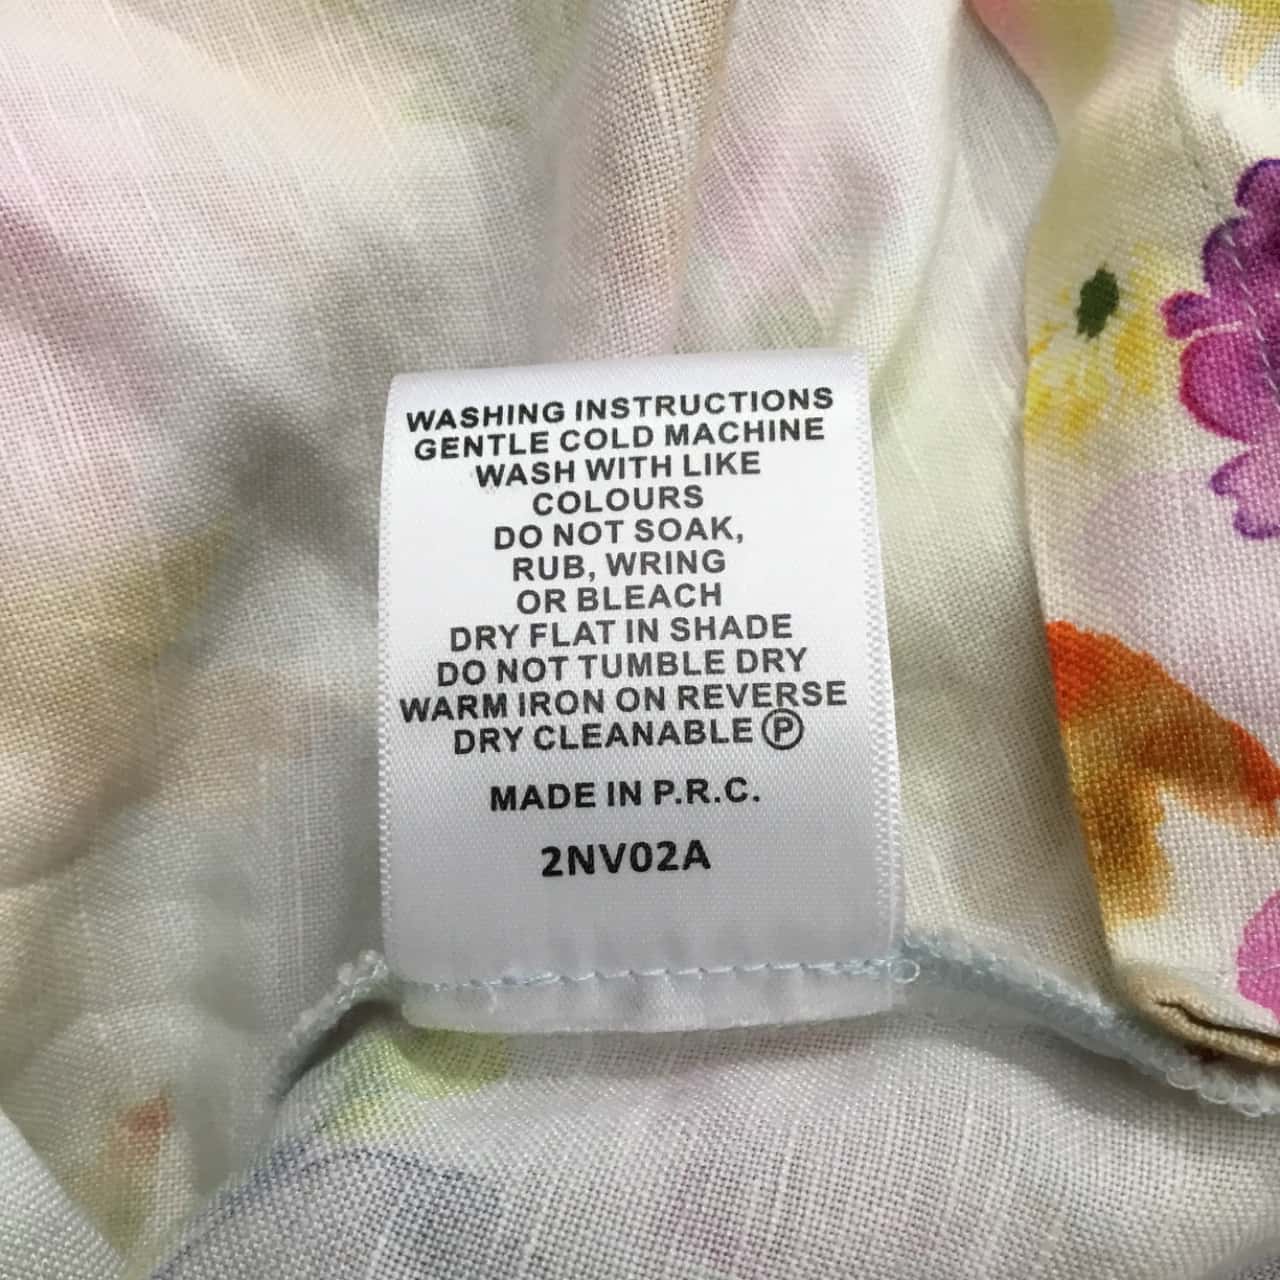 WASHING INSTRUCTIONS
GENTLE COLD MACHINE
WASH WITH LIKE
COLOURS
DO NOT SOAK,
RUB, WRING
OR BLEACH
DRY FLAT IN SHADE
DO NOT TUMBLE DRY
WARM IRON ON REVERSE
DRY CLEANABLE Ⓟ
MADE IN P.R.C.
2NV02A